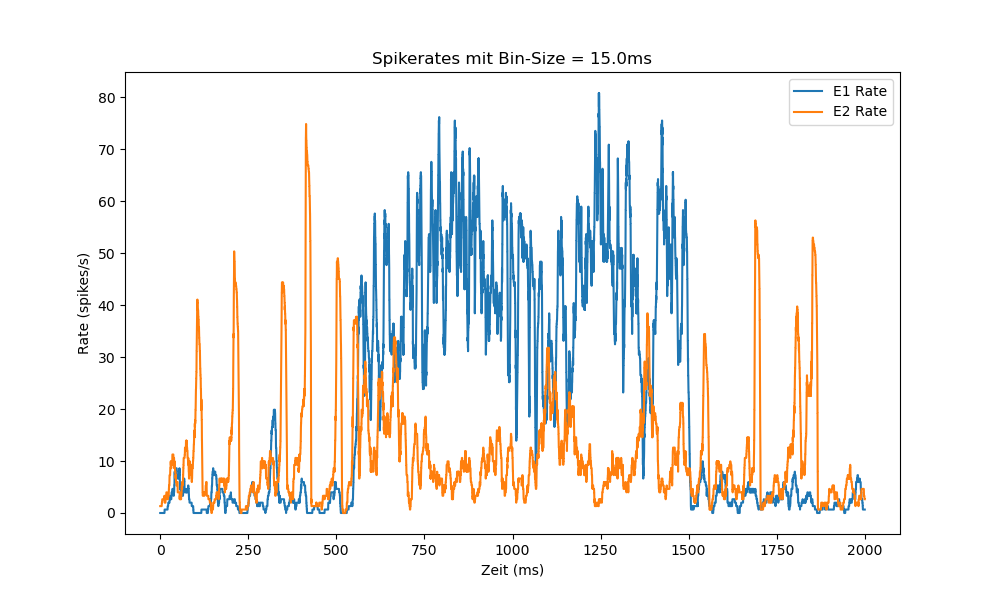 Spikerates mit Bin-Size = 15.0ms
E1 Rate
E2 Rate
80
70
60
50
40
30
20
10
0
Rate (spikes/s)
0 250 500 750 1000 1250 1500 1750 2000
Zeit (ms)